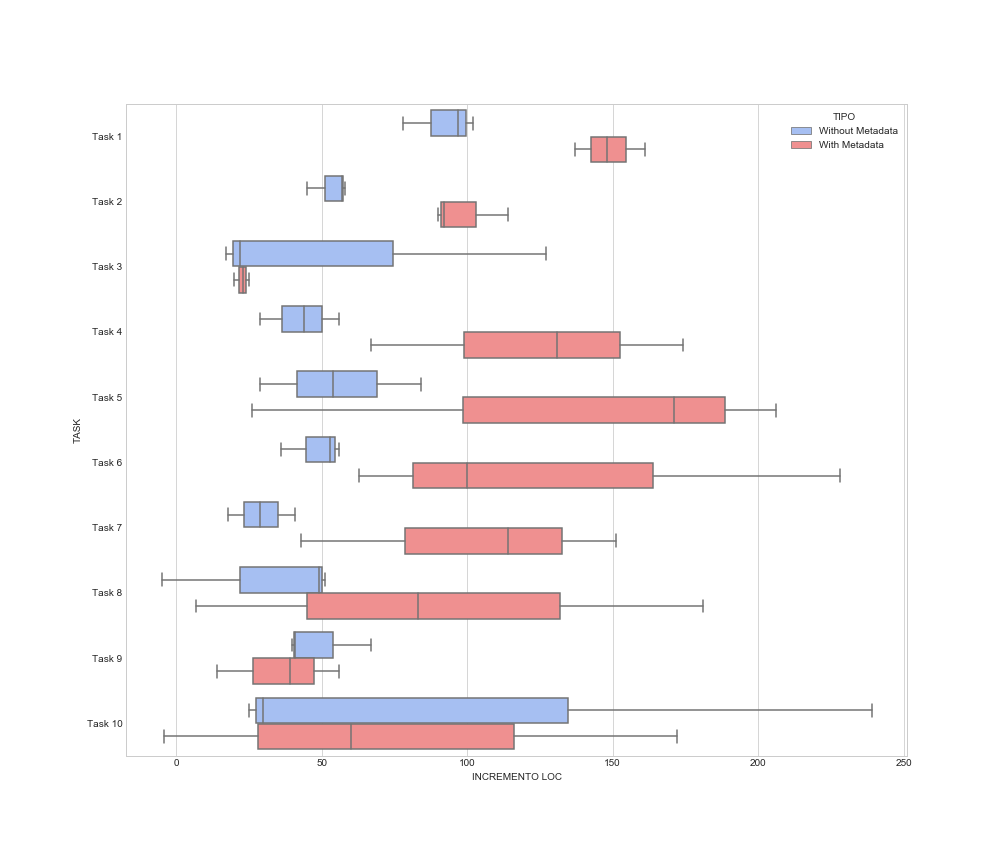 TIPO
Without Metadata
With Metadata
Task 1
Task 2
Task 3
Task 4
Task 5
Task 6
Task 7
Task 8
Task 9
Task 10
TASK
0 50 100 150 200 250
INCREMENTO LOC